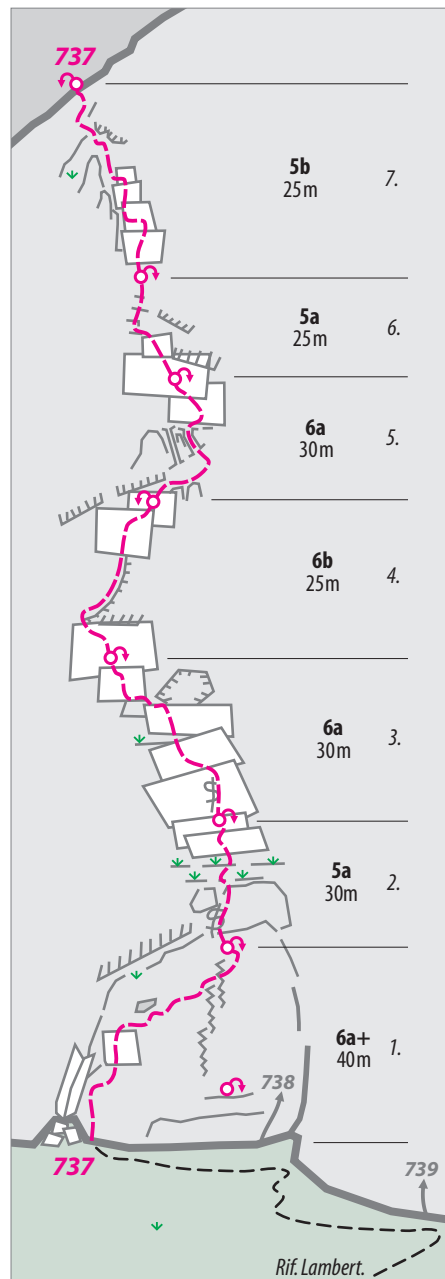 737
5b 7.
25m
5a 6.
25m
6a 5.
30m
6b 4.
25m
6a 3.
30m
5a 2.
30m
6a+ 1.
40m
738
737
739
Rif. Lambert.